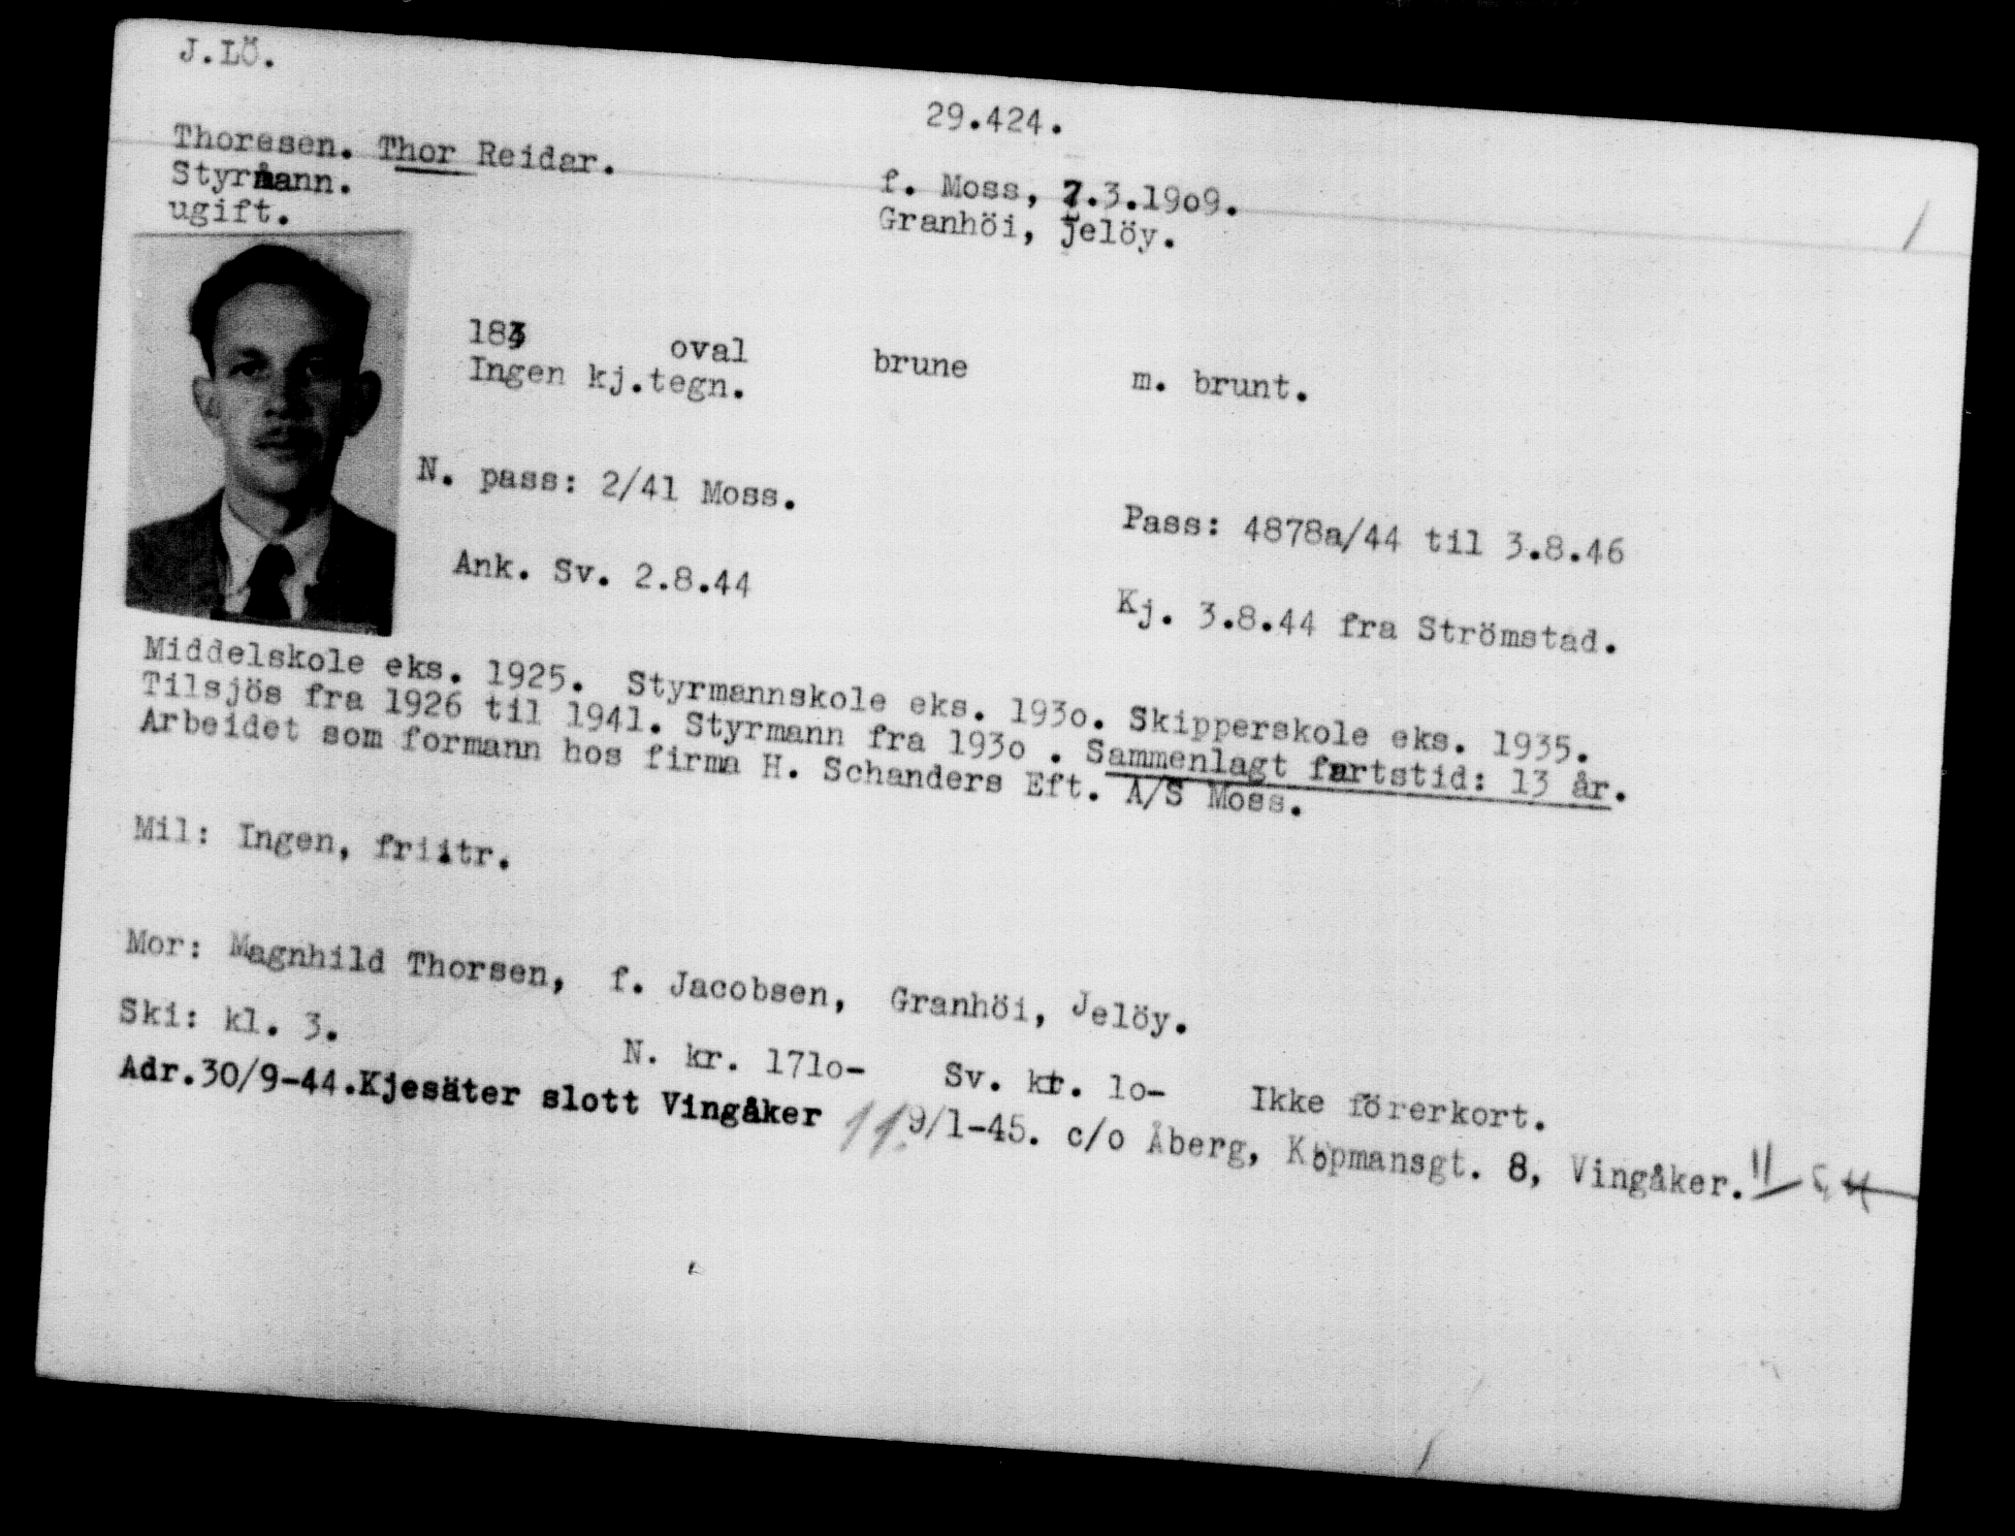 J.LÖ.
29.424.
Thoresen. Thor Reidar.
f. Moss, 7.3.1909.
Styrmann.
Granhöi, Jelöy.
ugift.
183 oval brune m. brunt.
Ingen kj.tegn.
N. pass: 2/41 Moss.
Pass: 4878a/44 til 3.8.46
Ank. Sv. 2.8.44
Kj. 3.8.44 fra Strömstad.
Middelskole eks. 1925. Styrmannskole eks. 193o. Skipperskole eks. 1935.
Tilsjös fra 1926 til 1941. Styrmann fra 193o . Sammenlagt fartstid: 13 år.
Arbeidet som formann hos firma H. Schanders Eft. A/S Moss.
Mil: Ingen, friitr.
Mor: Magnhild Thorsen, f. Jacobsen, Granhöi, Jelöy.
Ski: kl. 3. N. kr. 171o- Sv. kr. 1o- Ikke förerkort.
Adr.30/9-44.Kjesäter slott Vingåker 9/1-45. c/o Åberg, Köpmansgt. 8, Vingåker.